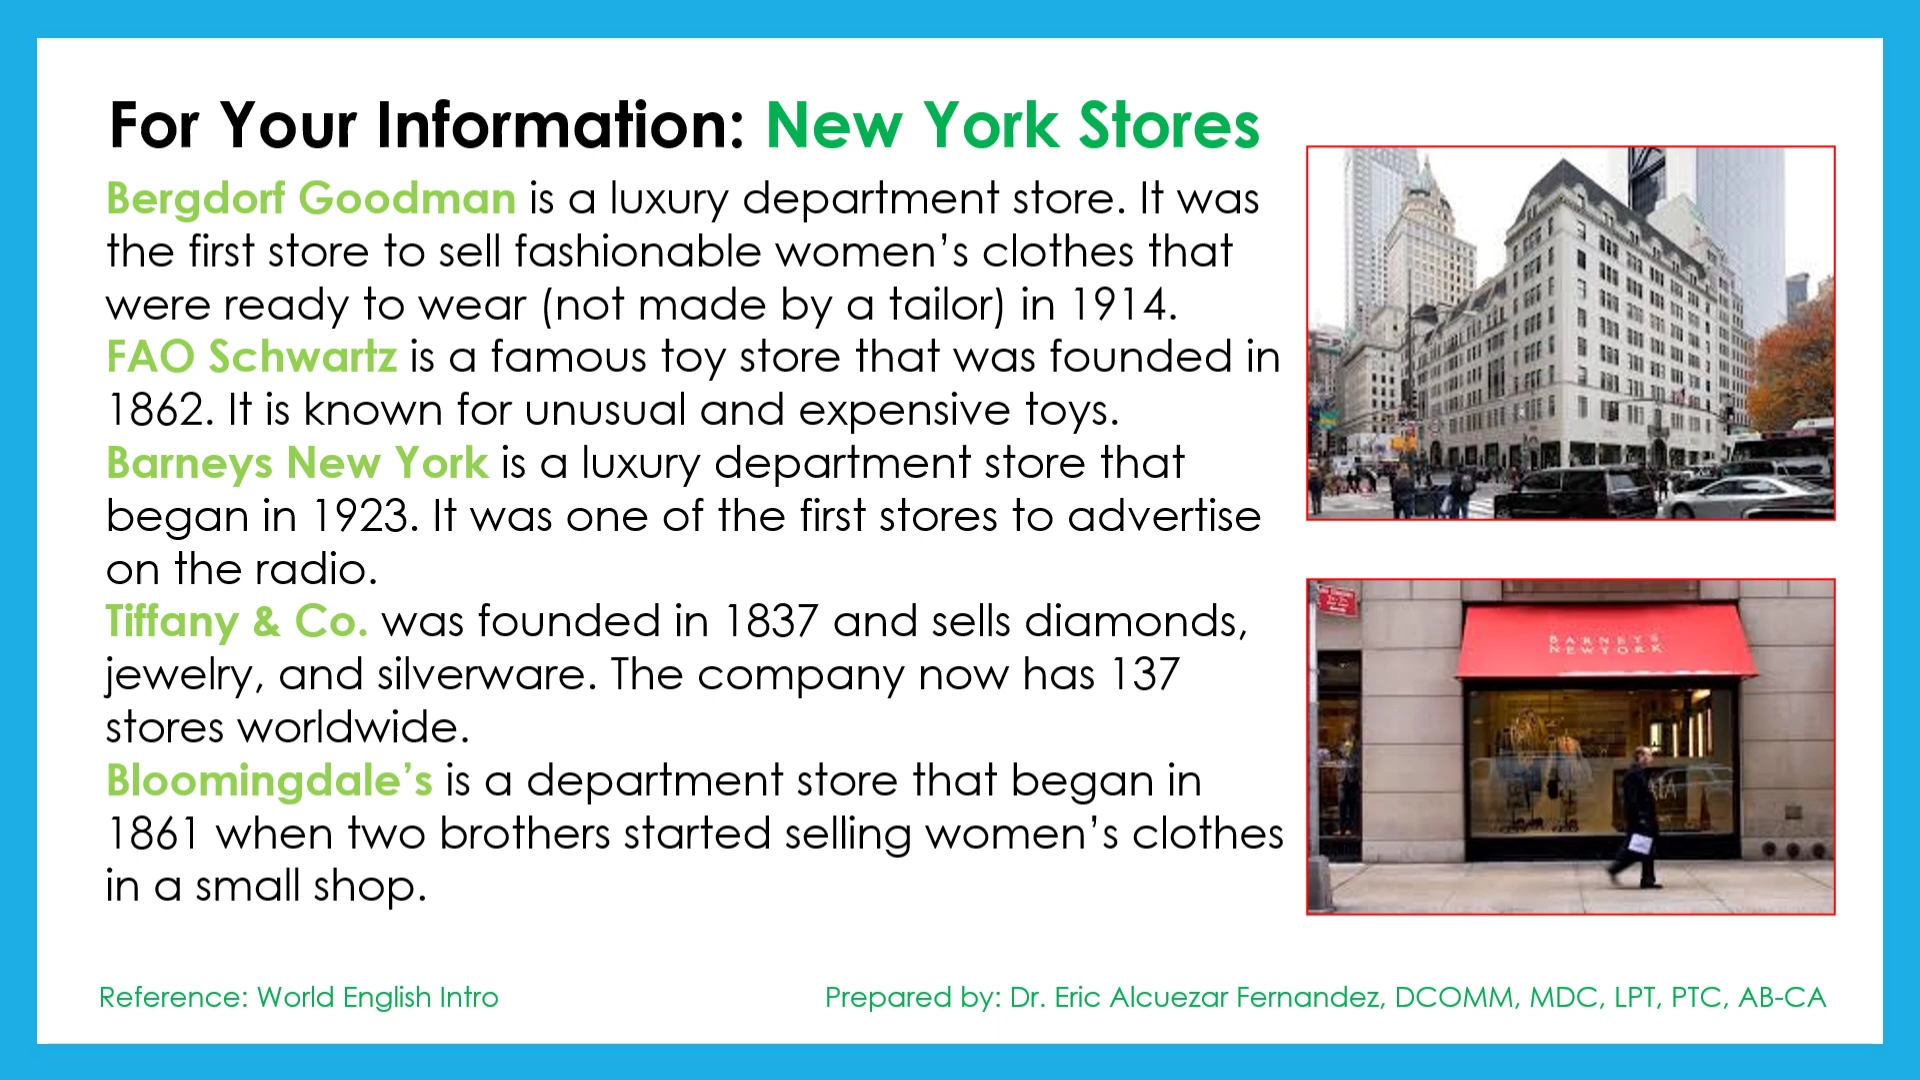 For Your Information: New York Stores
Bergdorf Goodman is a luxury department store. It was
the first store to sell fashionable women’s clothes that
were ready to wear (not made by a tailor) in 1914.
FAO Schwartz is a famous toy store that was founded in
1862. It is known for unusual and expensive toys.
Barneys New York is a luxury department store that
began in 1923. It was one of the first stores to advertise
on the radio.
Tiffany & Co. was founded in 1837 and sells diamonds,
jewelry, and silverware. The company now has 137
stores worldwide.
Bloomingdale’s is a department store that began in
1861 when two brothers started selling women’s clothes
in a small shop.
BARNEYS
NEWYORK
Reference: World English Intro
Prepared by: Dr. Eric Alcuezar Fernandez, DCOMM, MDC, LPT, PTC, AB-CA